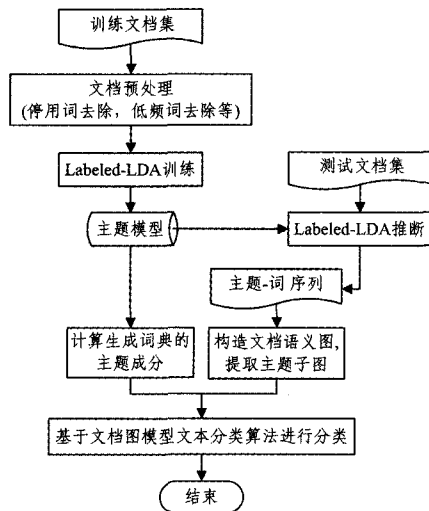 训练文档集
文档预处理
(停用词去除，低频词去除等)
Labeled-LDA训练
测试文档集
主题模型
Labeled-LDA推断
主题-词 序列
计算生成词典的
主题成分
构造文档语义图,
提取主题子图
基于文档图模型文本分类算法进行分类
结束